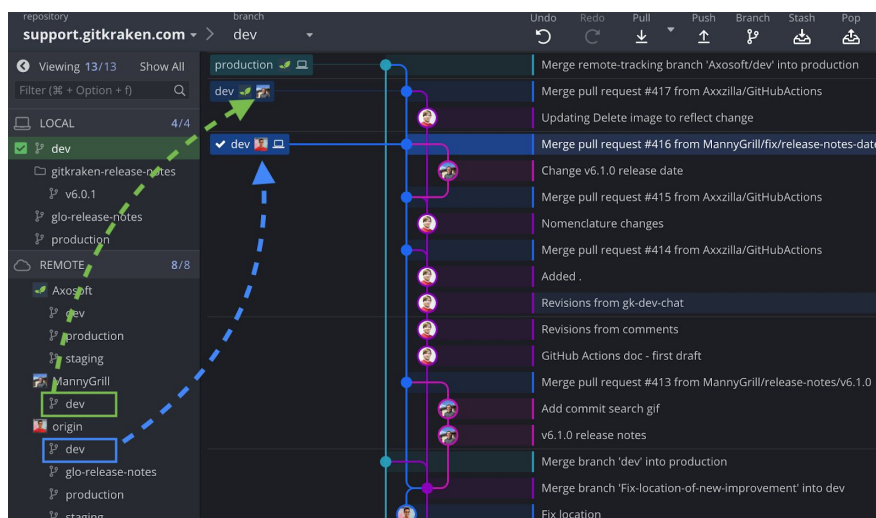 repository
support.gitkraken.com
branch
dev
Undo
Redo
Pull
Push
Branch
Stash
Pop
Viewing 13/13
Show All
Filter (⌘ + Option + f)
LOCAL
4/4
dev
gitkraken-release-notes
v6.0.1
glo-release-notes
production
REMOTE
8/8
Axosoft
dev
production
staging
MannyGrill
dev
origin
dev
glo-release-notes
production
staging
production
dev
dev
Merge remote-tracking branch 'Axosoft/dev' into production
Merge pull request #417 from Axxzilla/GitHubActions
Updating Delete image to reflect change
Merge pull request #416 from MannyGrill/fix/release-notes-date
Change v6.1.0 release date
Merge pull request #415 from Axxzilla/GitHubActions
Nomenclature changes
Merge pull request #414 from Axxzilla/GitHubActions
Added .
Revisions from gk-dev-chat
Revisions from comments
GitHub Actions doc - first draft
Merge pull request #413 from MannyGrill/release-notes/v6.1.0
Add commit search gif
v6.1.0 release notes
Merge branch 'dev' into production
Merge branch 'Fix-location-of-new-improvement' into dev
Fix location